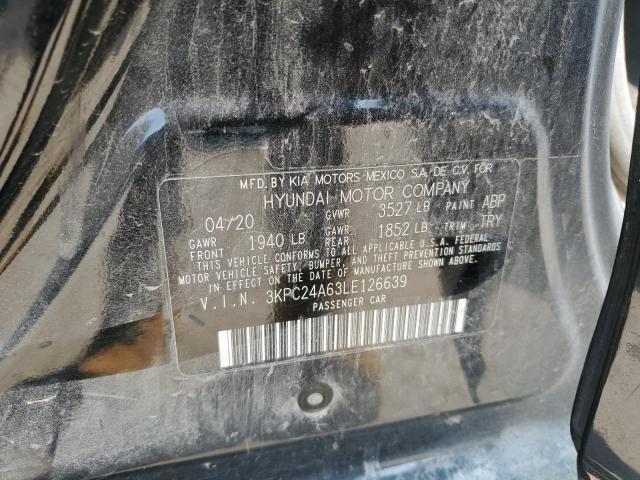 MFD. BY KIA MOTORS MEXICO S.A. DE C.V. FOR
HYUNDAI MOTOR COMPANY
04/20 GVWR 3527 LB PAINT ABP
GAWR FRONT 1940 LB GAWR REAR 1852 LB TRIM TRY
THIS VEHICLE CONFORMS TO ALL APPLICABLE U.S.A. FEDERAL
MOTOR VEHICLE SAFETY, BUMPER, AND THEFT PREVENTION STANDARDS
IN EFFECT ON THE DATE OF MANUFACTURE SHOWN ABOVE.
V.I.N. 3KPC24A63LE126639
PASSENGER CAR